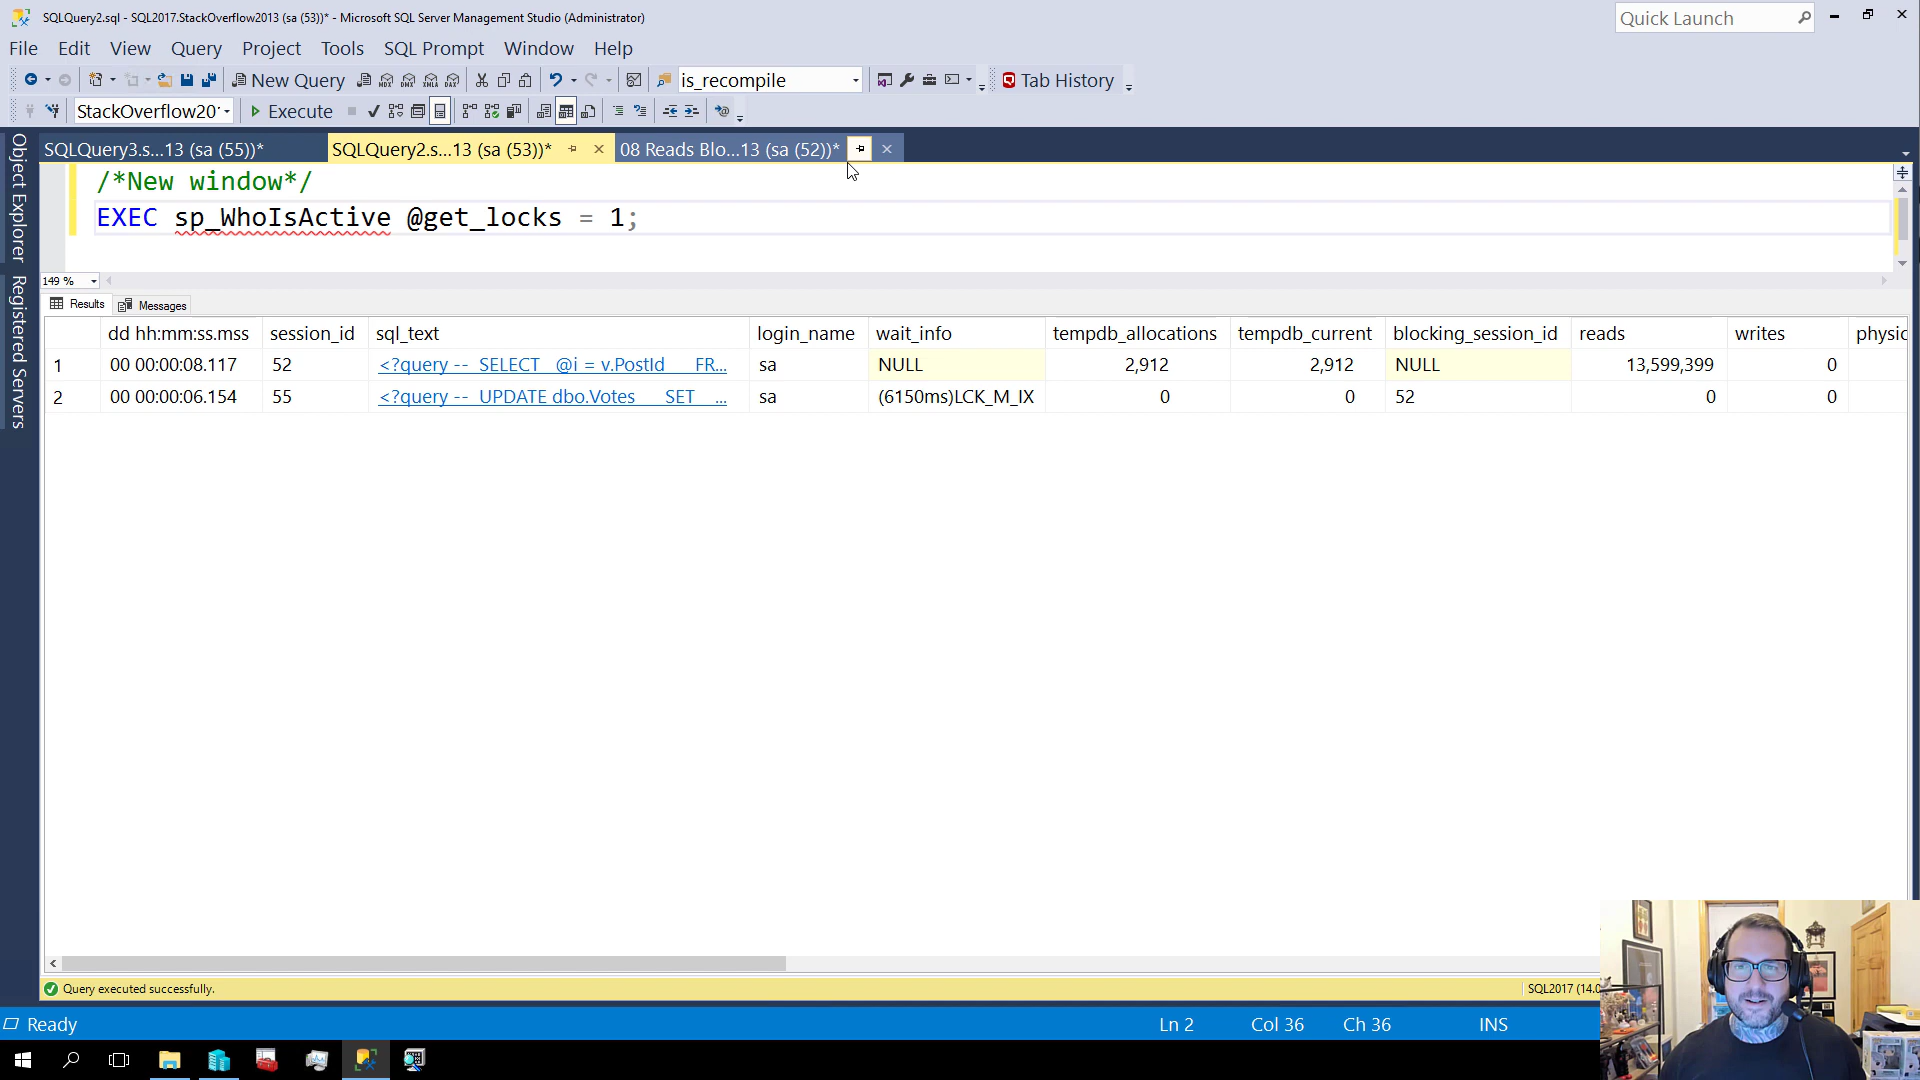 SQLQuery2.sql - SQL2017.StackOverflow2013 (sa (53))* - Microsoft SQL Server Management Studio (Administrator)
Quick Launch
File Edit View Query Project Tools SQL Prompt Window Help
New Query is_recompile Tab History
StackOverflow20 Execute
SQLQuery3.s...13 (sa (55))* SQLQuery2.s...13 (sa (53))* 08 Reads Blo...13 (sa (52))*
Object Explorer
Registered Servers
/*New window*/
EXEC sp_WhoIsActive @get_locks = 1;
149 %
Results Messages
dd hh:mm:ss.mss session_id sql_text login_name wait_info tempdb_allocations tempdb_current blocking_session_id reads writes physic
1 00 00:00:08.117 52 <?query -- SELECT @i = v.PostId FR... sa NULL 2,912 2,912 NULL 13,599,399 0
2 00 00:00:06.154 55 <?query -- UPDATE dbo.Votes SET ... sa (6150ms)LCK_M_IX 0 0 52 0 0
Query executed successfully. SQL2017 (14.0
Ready Ln 2 Col 36 Ch 36 INS